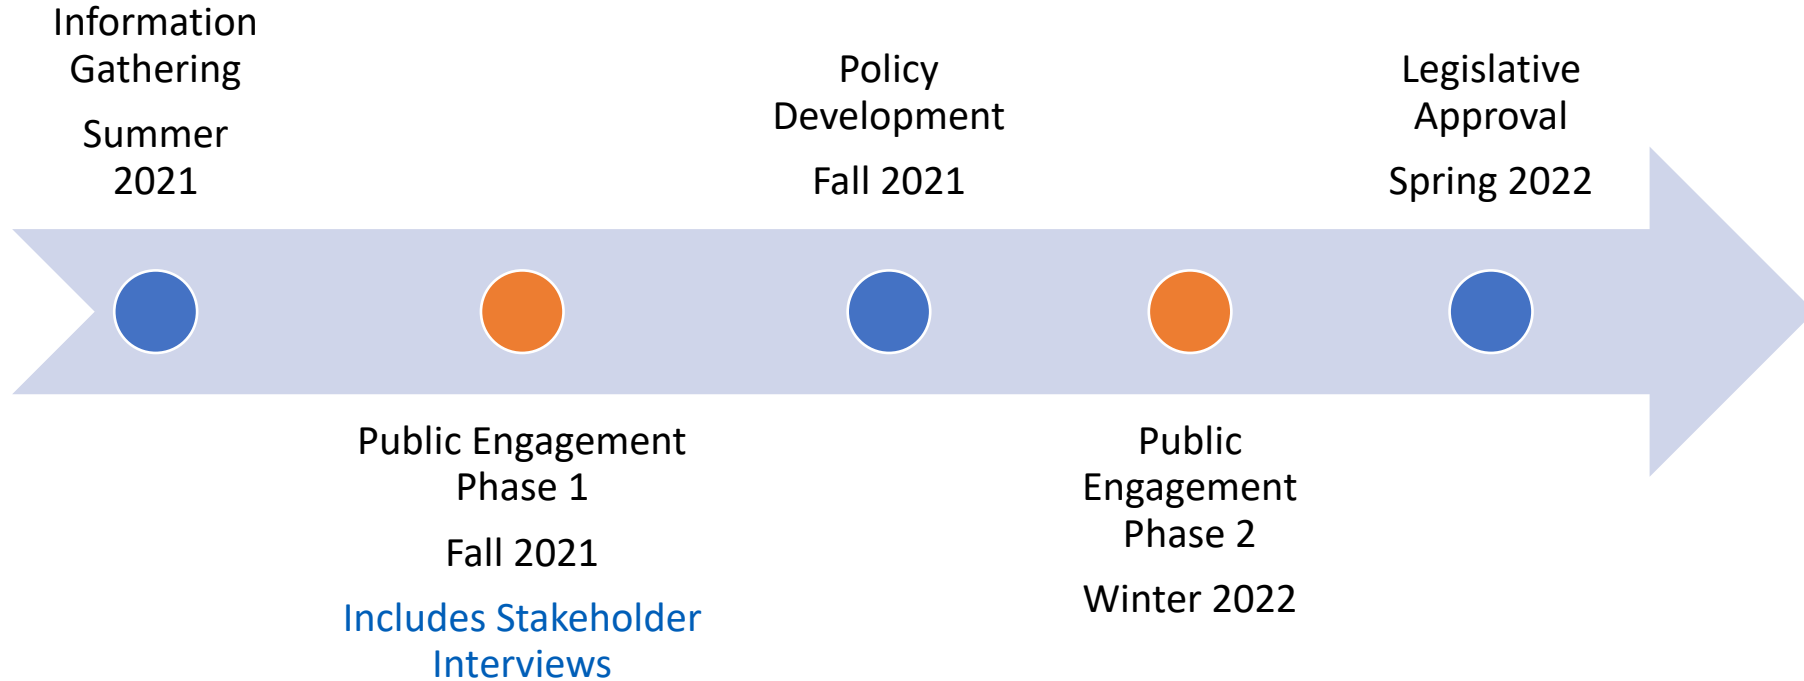 Information
Gathering
Summer
2021
Public Engagement
Phase 1
Fall 2021
Includes Stakeholder
Interviews
Policy
Development
Fall 2021
Public
Engagement
Phase 2
Winter 2022
Legislative
Approval
Spring 2022